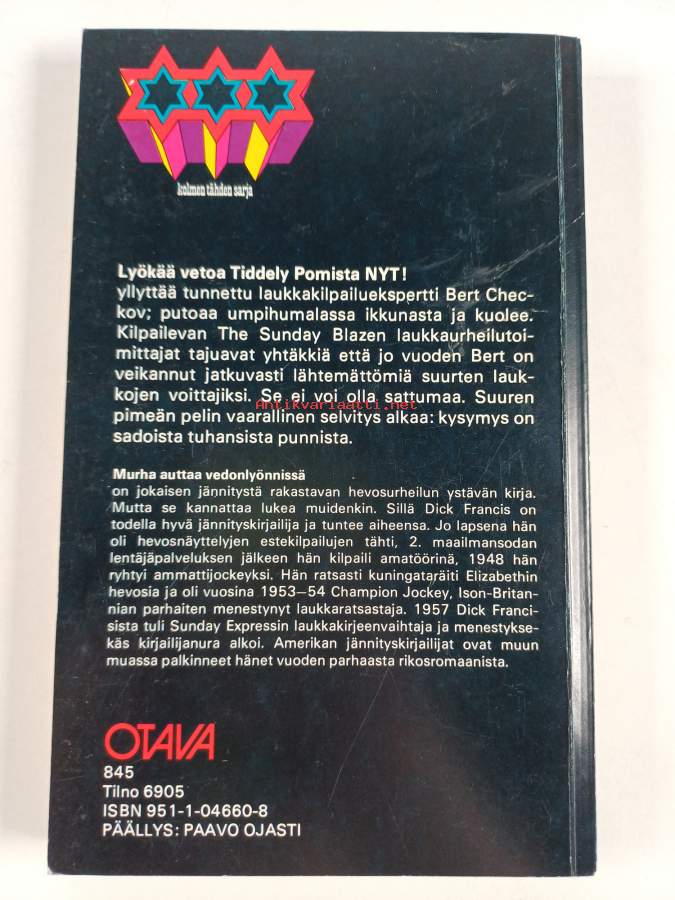 kolmen tähden sarja
Lyökää vetoa Tiddely Pomista NYT!
yllyttää tunnettu laukkakilpailuekspertti Bert Chec-
kov; putoaa umpihumalassa ikkunasta ja kuolee.
Kilpailevan The Sunday Blazen laukkaurheilutoi-
mittajat tajuavat yhtäkkiä että jo vuoden Bert on
veikannut jatkuvasti lähtemättömiä suurten lauk-
kojen voittajiksi. Se ei voi olla sattumaa. Suuren
Antikvariaatti.net
pimeän pelin vaarallinen selvitys alkaa: kysymys on
sadoista tuhansista punnista.
Murha auttaa vedonlyönnissä
on jokaisen jännitystä rakastavan hevosurheilun ystävän kirja.
Mutta se kannattaa lukea muidenkin. Sillä Dick Francis on
todella hyvä jännityskirjailija ja tuntee aiheensa. Jo lapsena hän
oli hevosnäyttelyjen estekilpailujen tähti, 2. maailmansodan
lentäjäpalveluksen jälkeen hän kilpaili amatöörinä, 1948 hän
ryhtyi ammattijockeyksi. Hän ratsasti kuningataräiti Elizabethin
hevosia ja oli vuosina 1953—54 Champion Jockey, Ison-Britan-
nian parhaiten menestynyt laukkaratsastaja. 1957 Dick Franci-
sista tuli Sunday Expressin laukkakirjeenvaihtaja ja menestykse-
käs kirjailijanura alkoi. Amerikan jännityskirjailijat ovat muun
muassa palkinneet hänet vuoden parhaasta rikosromaanista.
OTAVA
845
Tilno 6905
ISBN 951-1-04660-8
PÄÄLLYS: PAAVO OJASTI